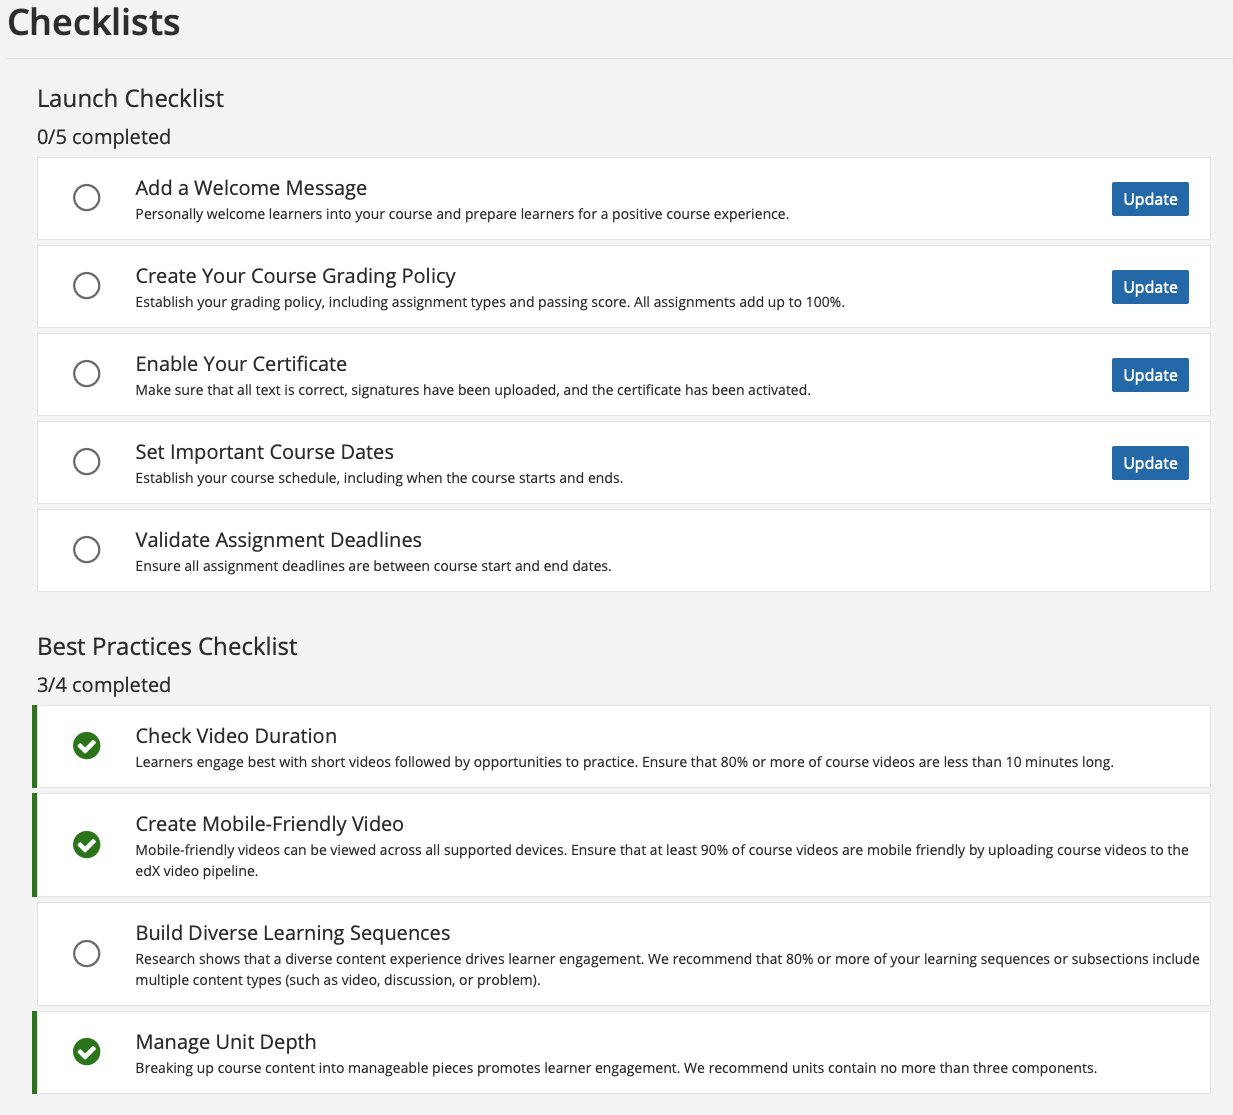 Checklists
Launch Checklist
0/5 completed
Add a Welcome Message
Personally welcome learners into your course and prepare learners for a positive course experience.
Update
Create Your Course Grading Policy
Establish your grading policy, including assignment types and passing score. All assignments add up to 100%.
Update
Enable Your Certificate
Make sure that all text is correct, signatures have been uploaded, and the certificate has been activated.
Update
Set Important Course Dates
Establish your course schedule, including when the course starts and ends.
Update
Validate Assignment Deadlines
Ensure all assignment deadlines are between course start and end dates.
Best Practices Checklist
3/4 completed
Check Video Duration
Learners engage best with short videos followed by opportunities to practice. Ensure that 80% or more of course videos are less than 10 minutes long.
Create Mobile-Friendly Video
Mobile-friendly videos can be viewed across all supported devices. Ensure that at least 90% of course videos are mobile friendly by uploading course videos to the
edX video pipeline.
Build Diverse Learning Sequences
Research shows that a diverse content experience drives learner engagement. We recommend that 80% or more of your learning sequences or subsections include
multiple content types (such as video, discussion, or problem).
Manage Unit Depth
Breaking up course content into manageable pieces promotes learner engagement. We recommend units contain no more than three components.